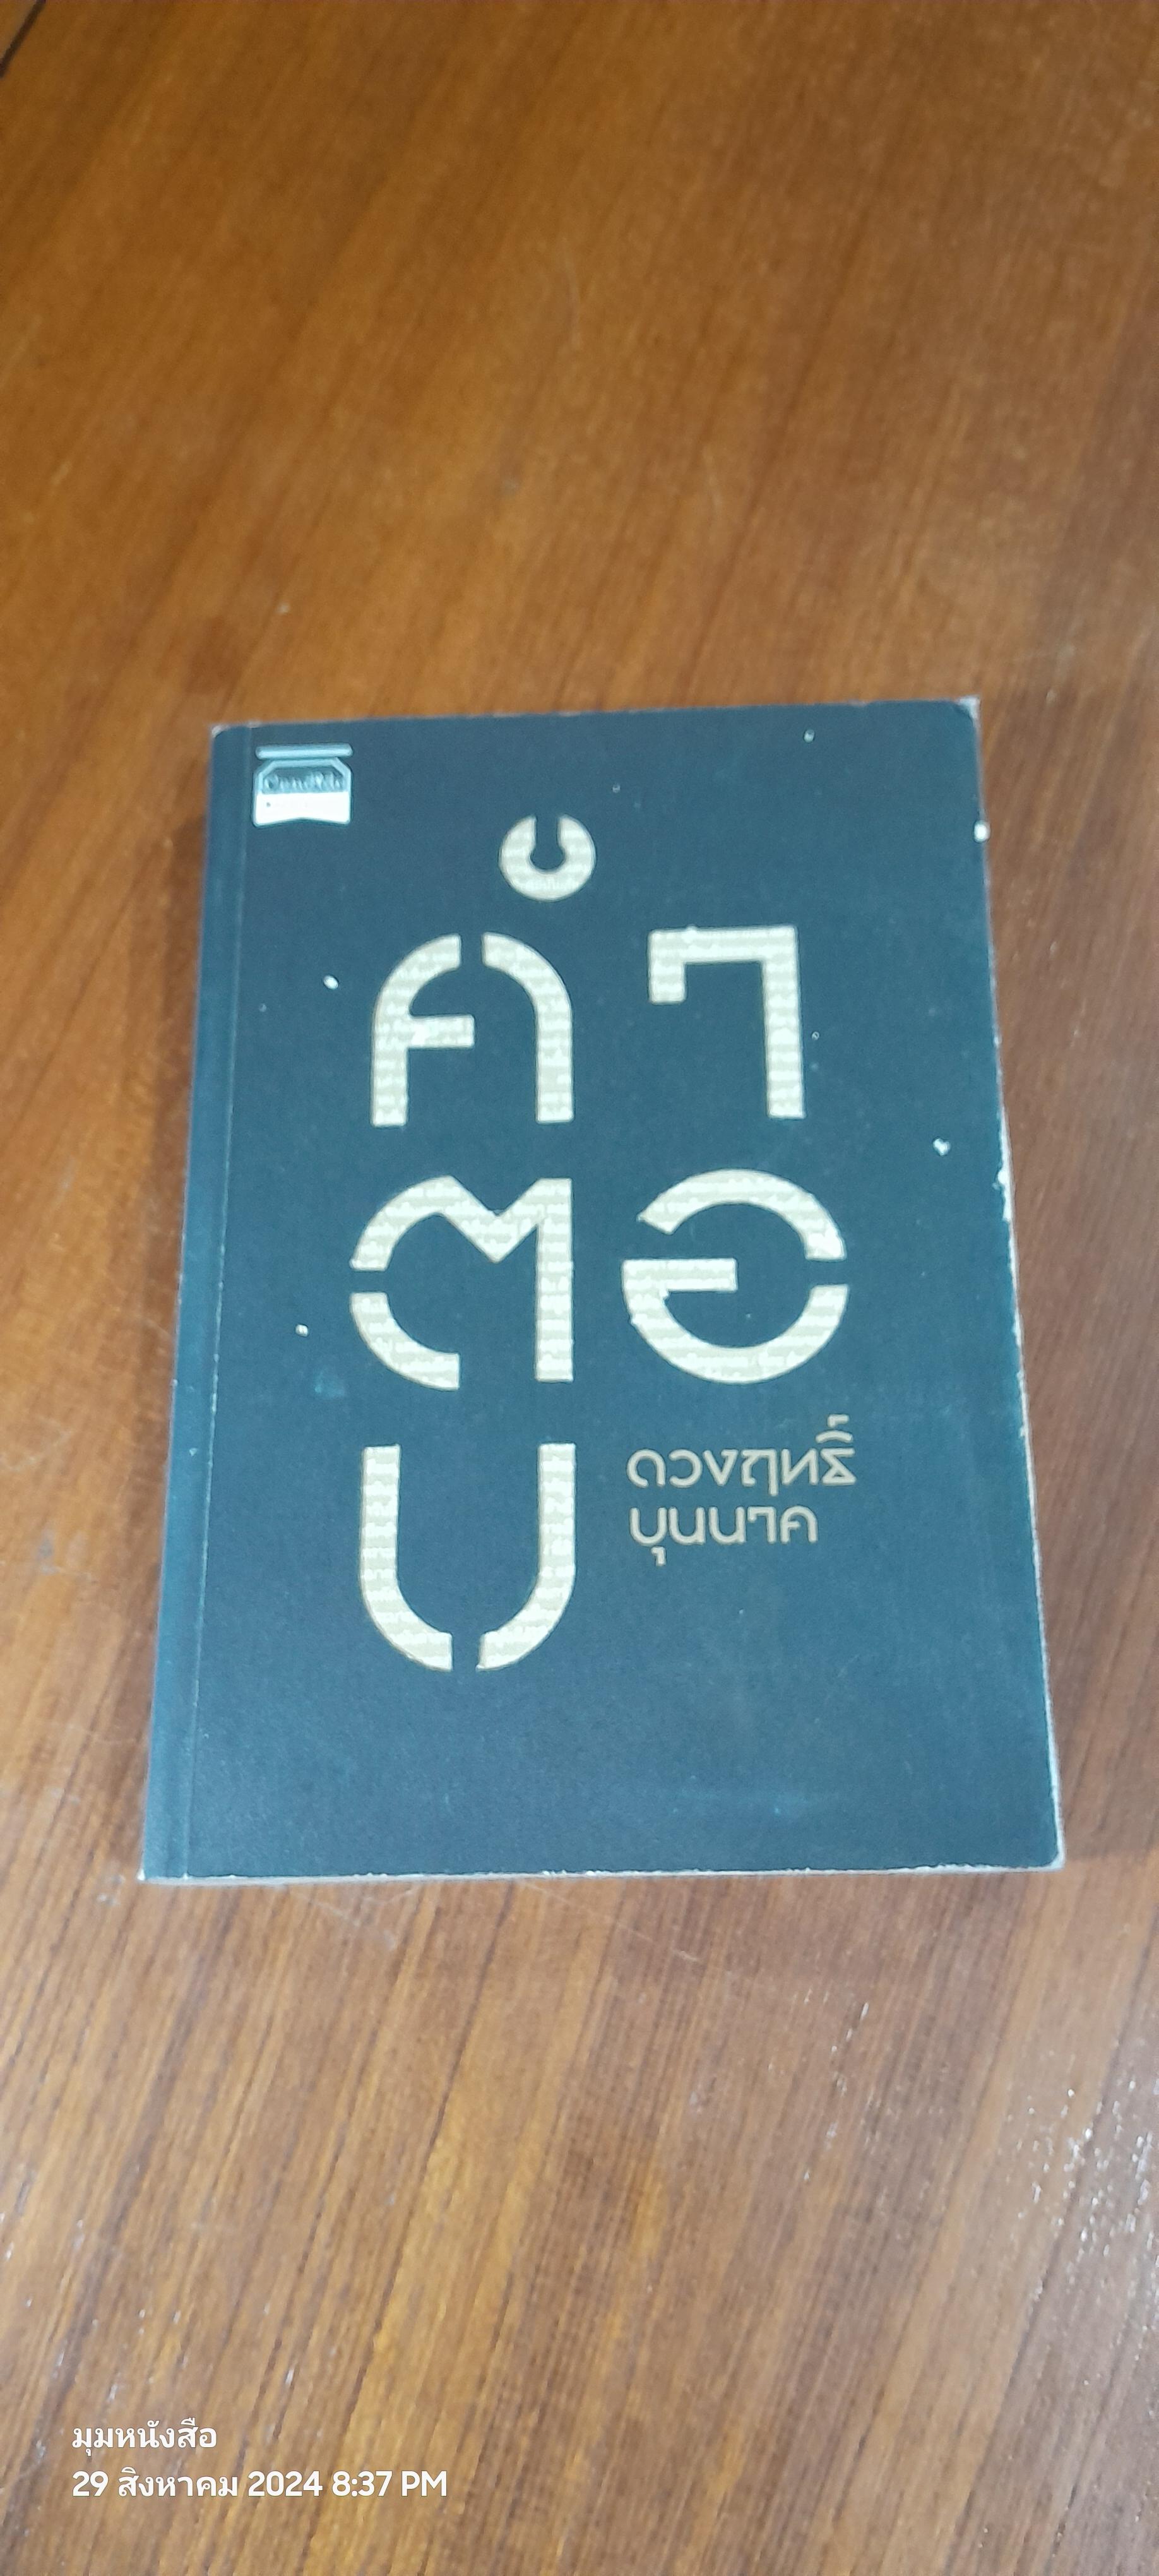 คำ
ตอ
บ
ดวงฤทธิ์
บุนนาค
มุมหนังสือ
29 สิงหาคม 2024 8:37 PM